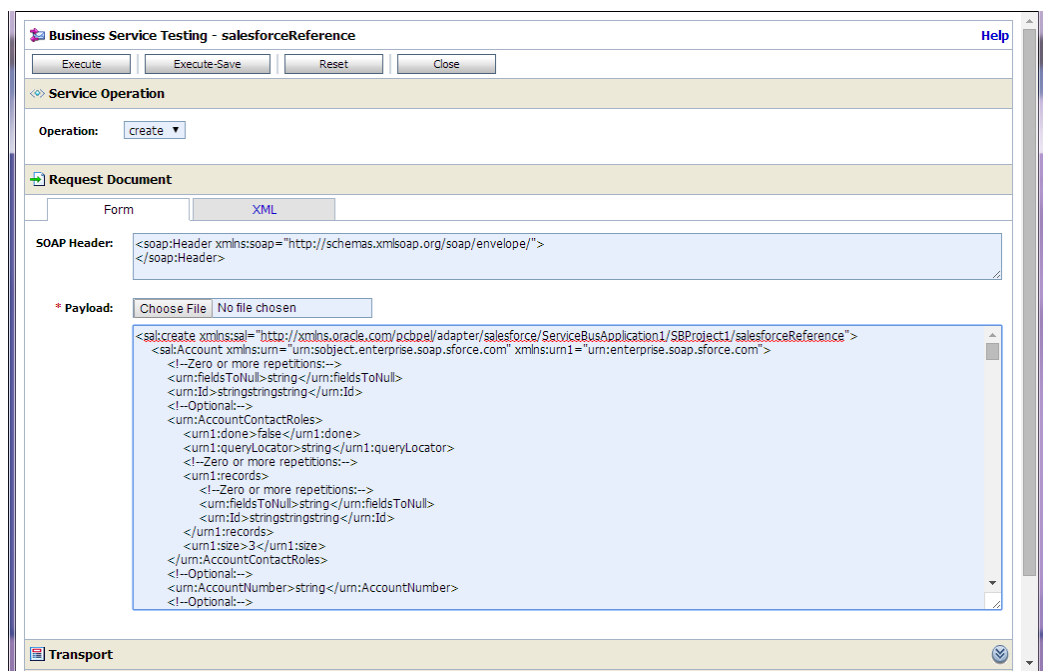 Business Service Testing - salesforceReference Help
Execute Execute-Save Reset Close
Service Operation
Operation: create
Request Document
Form XML
SOAP Header: <soap:Header xmlns:soap="http://schemas.xmlsoap.org/soap/envelope/">
</soap:Header>
* Payload: Choose File No file chosen
<sal:create xmlns:sal="http://xmlns.oracle.com/pcbpel/adapter/salesforce/ServiceBusApplication1/SBProject1/salesforceReference">
<sal:Account xmlns:urn="urn:sobject.enterprise.soap.sforce.com" xmlns:urn1="urn:enterprise.soap.sforce.com">
<!--Zero or more repetitions:-->
<urn:fieldsToNull>string</urn:fieldsToNull>
<urn:Id>stringstringstring</urn:Id>
<!--Optional:-->
<urn:AccountContactRoles>
<urn1:done>false</urn1:done>
<urn1:queryLocator>string</urn1:queryLocator>
<!--Zero or more repetitions:-->
<urn1:records>
<!--Zero or more repetitions:-->
<urn:fieldsToNull>string</urn:fieldsToNull>
<urn:Id>stringstringstring</urn:Id>
</urn1:records>
<urn1:size>3</urn1:size>
</urn:AccountContactRoles>
<!--Optional:-->
<urn:AccountNumber>string</urn:AccountNumber>
<!--Optional:-->
Transport